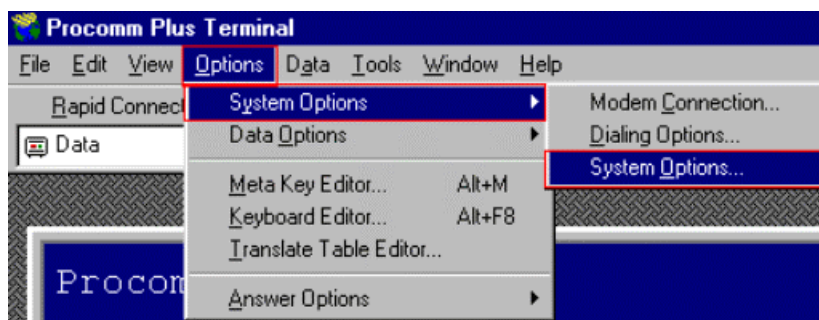 Procomm Plus Terminal
File Edit View Options Data Tools Window Help
Rapid Connect
Data
System Options
Data Options
Meta Key Editor... Alt+M
Keyboard Editor... Alt+F8
Translate Table Editor...
Answer Options
Modem Connection...
Dialing Options...
System Options...
Procom